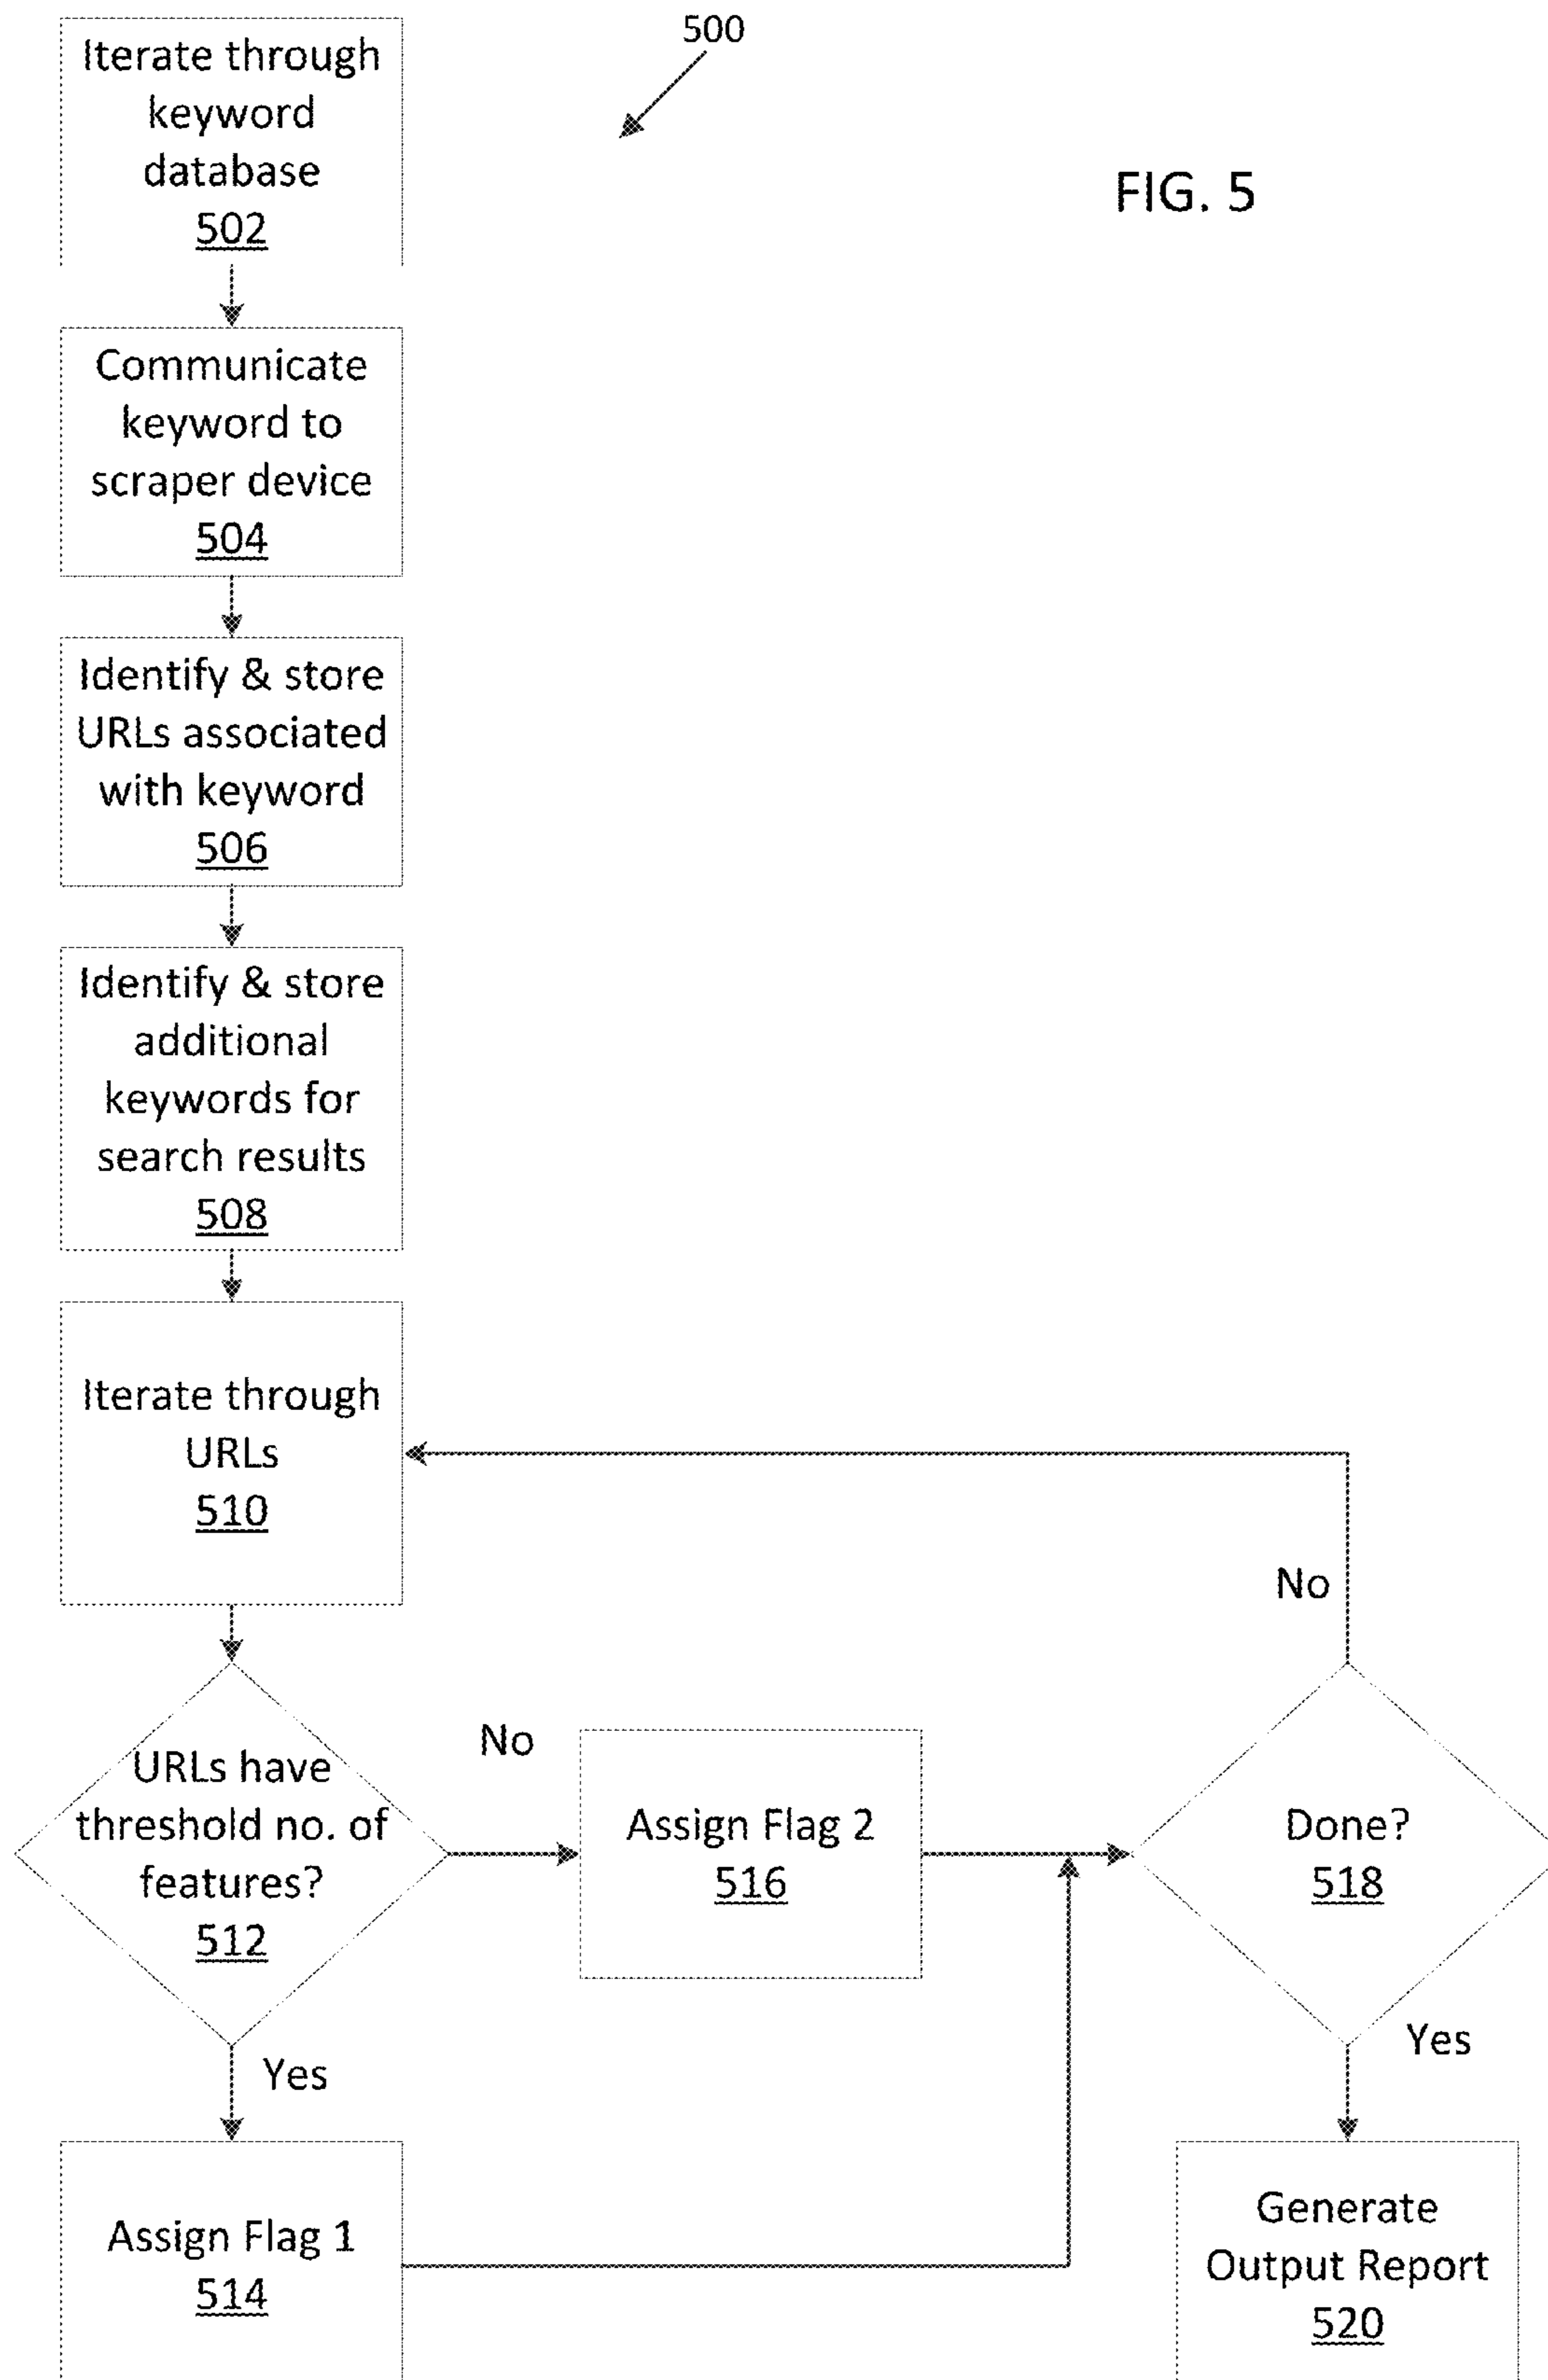 500
FIG. 5
Iterate through
keyword
database
502
Communicate
keyword to
scraper device
504
Identify & store
URLs associated
with keyword
506
Identify & store
additional
keywords for
search results
508
Iterate through
URLs
510
URLs have
threshold no. of
features?
512
No
Yes
Assign Flag 1
514
Assign Flag 2
516
Done?
518
No
Yes
Generate
Output Report
520